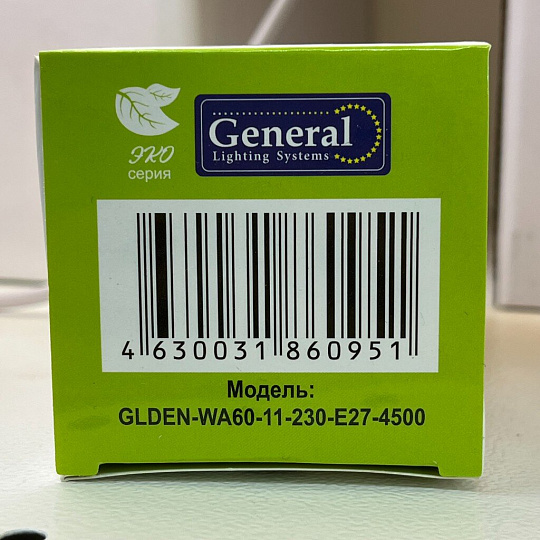 ЭКО
серия
General
Lighting Systems
4 630031 860951
Модель:
GLDEN-WA60-11-230-E27-4500